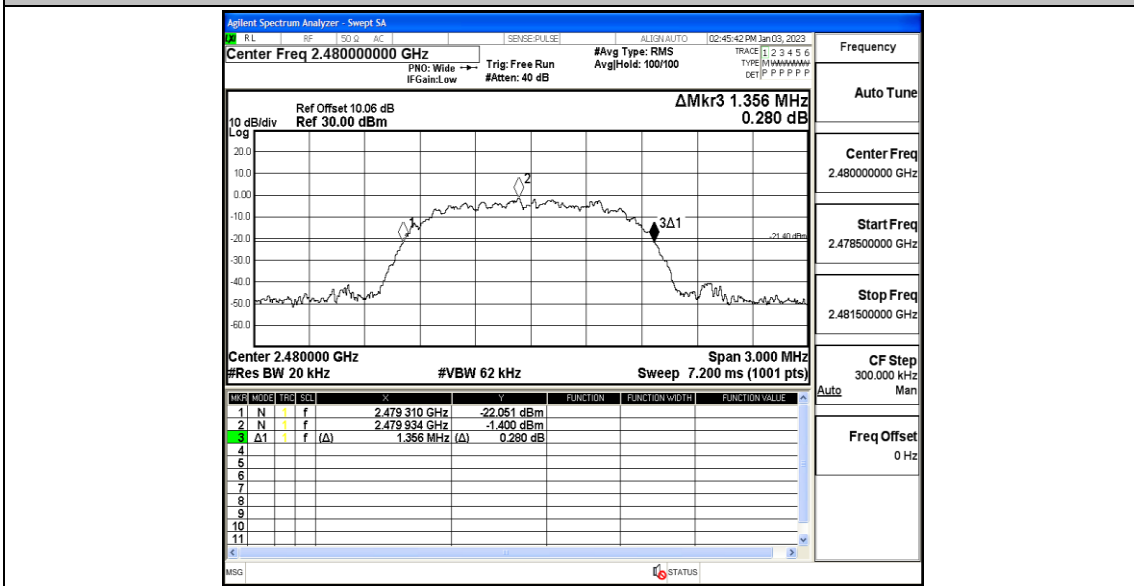 Agilent Spectrum Analyzer - Swept SA
RL RF 50 Ω AC SENSE:PULSE ALIGN AUTO 02:45:42 PM Jan 03, 2023
Center Freq 2.480000000 GHz
PNO: Wide
IFGain:Low
Trig: Free Run
#Atten: 40 dB
#Avg Type: RMS
Avg|Hold: 100/100
TRACE 1 2 3 4 5 6
TYPE M
DET P P P P P P
Ref Offset 10.06 dB
Ref 30.00 dBm
10 dB/div
Log
ΔMkr3 1.356 MHz
0.280 dB
20.0
10.0
0.00
-10.0
-20.0
-30.0
-40.0
-50.0
-60.0
1
2
3Δ1
-21.40 dBm
Center 2.480000 GHz Span 3.000 MHz
#Res BW 20 kHz #VBW 62 kHz Sweep 7.200 ms (1001 pts)
MKR MODE TRC SCL X Y FUNCTION FUNCTION WIDTH FUNCTION VALUE
1 N 1 f 2.479 310 GHz -22.051 dBm
2 N 1 f 2.479 934 GHz -1.400 dBm
3 Δ1 1 f (Δ) 1.356 MHz (Δ) 0.280 dB
4
5
6
7
8
9
10
11
MSG STATUS
Frequency
Auto Tune
Center Freq
2.480000000 GHz
Start Freq
2.478500000 GHz
Stop Freq
2.481500000 GHz
CF Step
300.000 kHz
Auto Man
Freq Offset
0 Hz